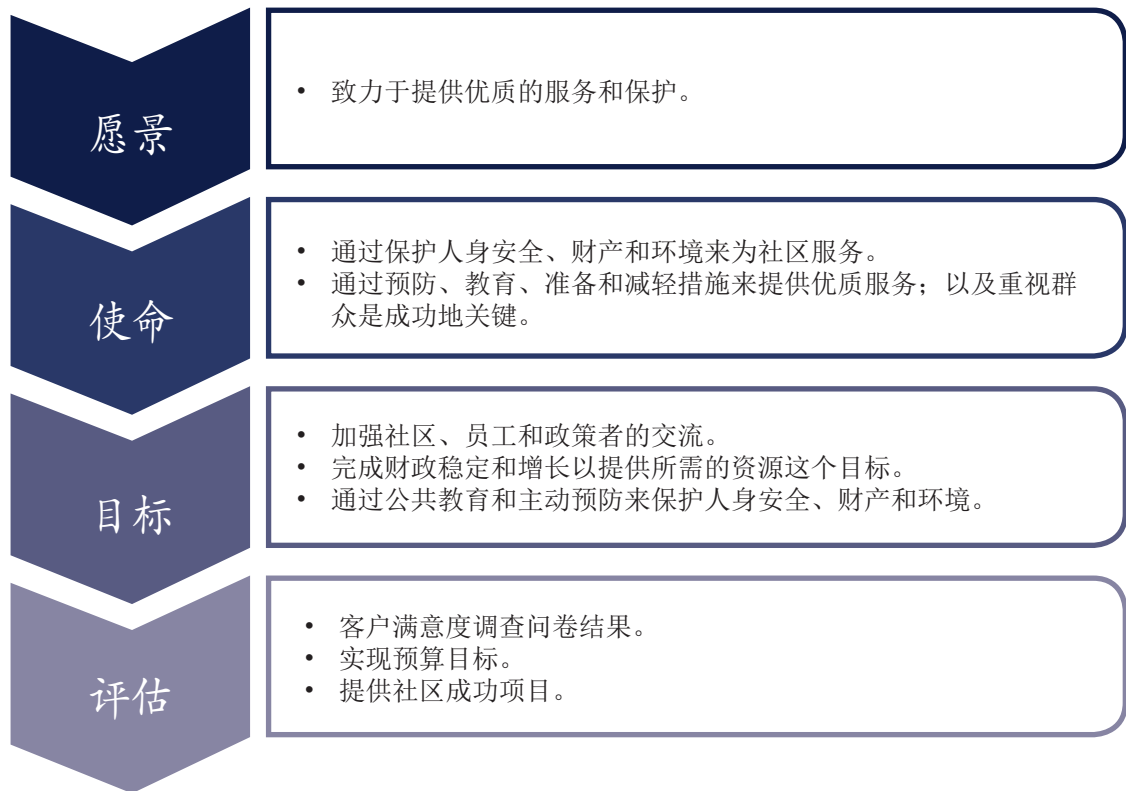 愿景
• 致力于提供优质的服务和保护。
使命
• 通过保护人身安全、财产和环境来为社区服务。
• 通过预防、教育、准备和减轻措施来提供优质服务；以及重视群
众是成功地关键。
目标
• 加强社区、员工和政策者的交流。
• 完成财政稳定和增长以提供所需的资源这个目标。
• 通过公共教育和主动预防来保护人身安全、财产和环境。
评估
• 客户满意度调查问卷结果。
• 实现预算目标。
• 提供社区成功项目。